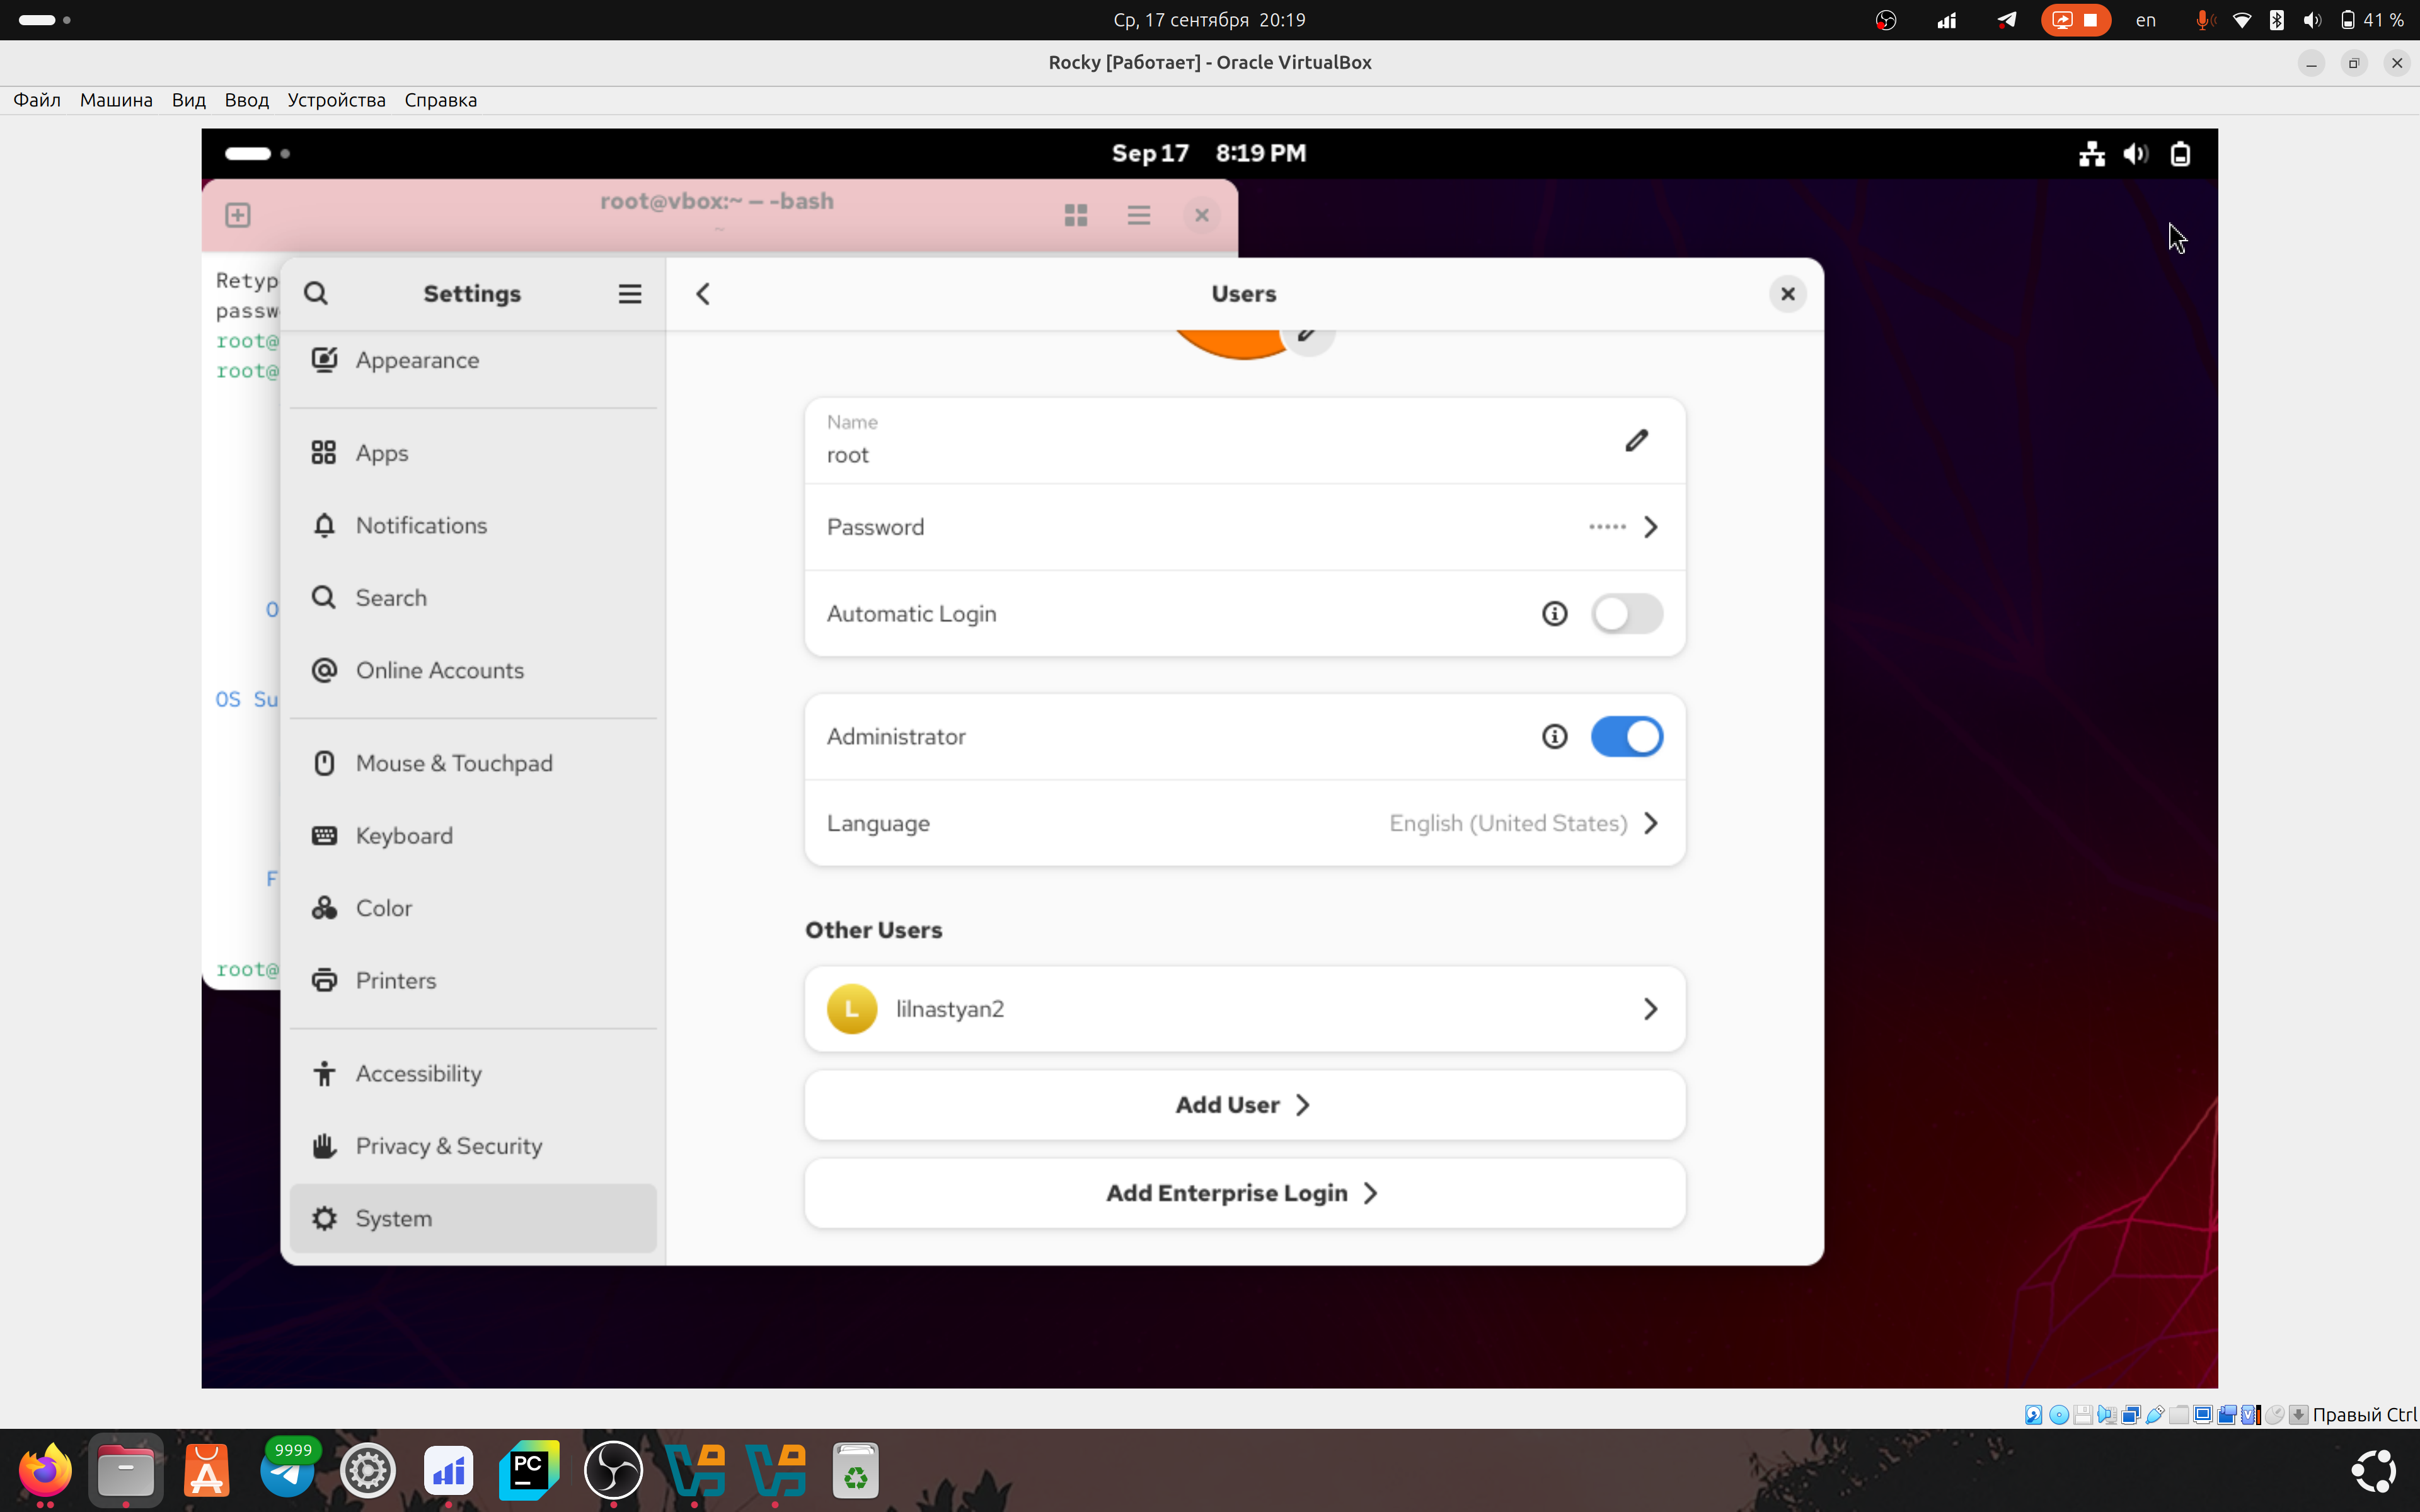 Ср, 17 сентября 20:19
en
41 %
Rocky [Работает] - Oracle VirtualBox
Файл Машина Вид Ввод Устройства Справка
Sep 17 8:19 PM
root@vbox:~ — -bash
~
Retyp
passw
root@
root@
O
OS Su
F
root@
Settings
Appearance
Apps
Notifications
Search
Online Accounts
Mouse & Touchpad
Keyboard
Color
Printers
Accessibility
Privacy & Security
System
Users
Name
root
Password
Automatic Login
Administrator
Language English (United States)
Other Users
L lilnastyan2
Add User
Add Enterprise Login
Правый Ctrl
9999
PC